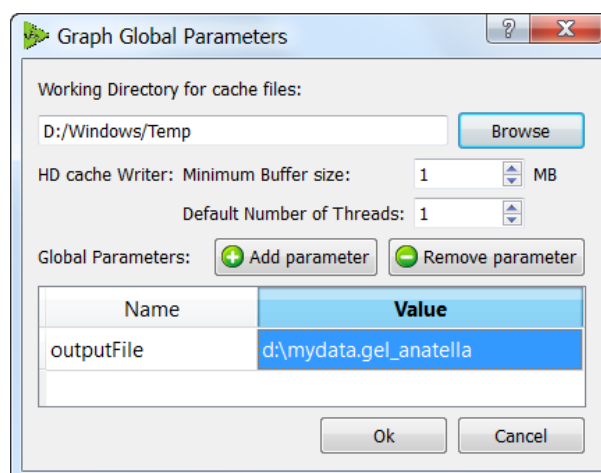 Graph Global Parameters
Working Directory for cache files:
D:/Windows/Temp Browse
HD cache Writer: Minimum Buffer size: 1 MB
Default Number of Threads: 1
Global Parameters: Add parameter Remove parameter
Name Value
outputFile d:\mydata.gel_anatella
Ok Cancel